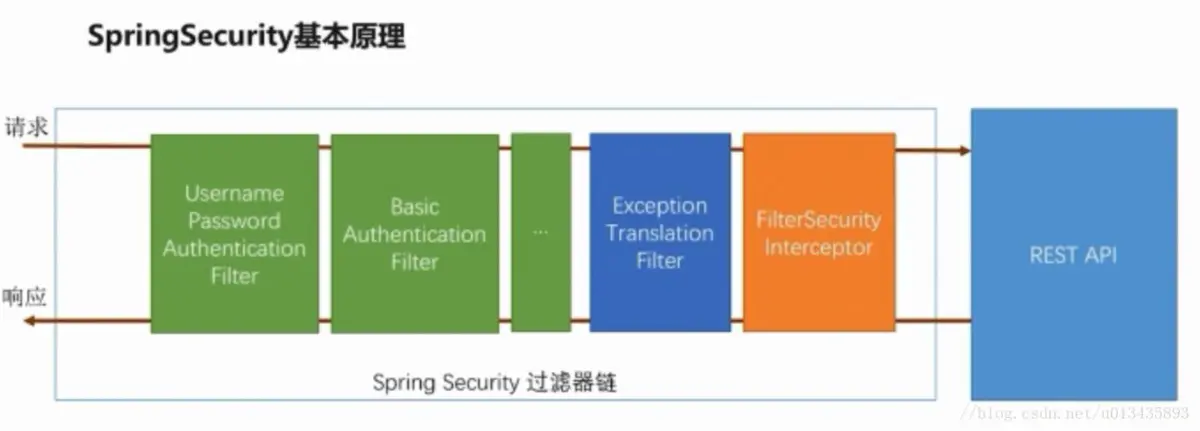 SpringSecurity基本原理
请求
响应
Username
Password
Authentication
Filter
Basic
Authentication
Filter
...
Exception
Translation
Filter
FilterSecurity
Interceptor
REST API
Spring Security 过滤器链
//blog.csdn.net/u013435893